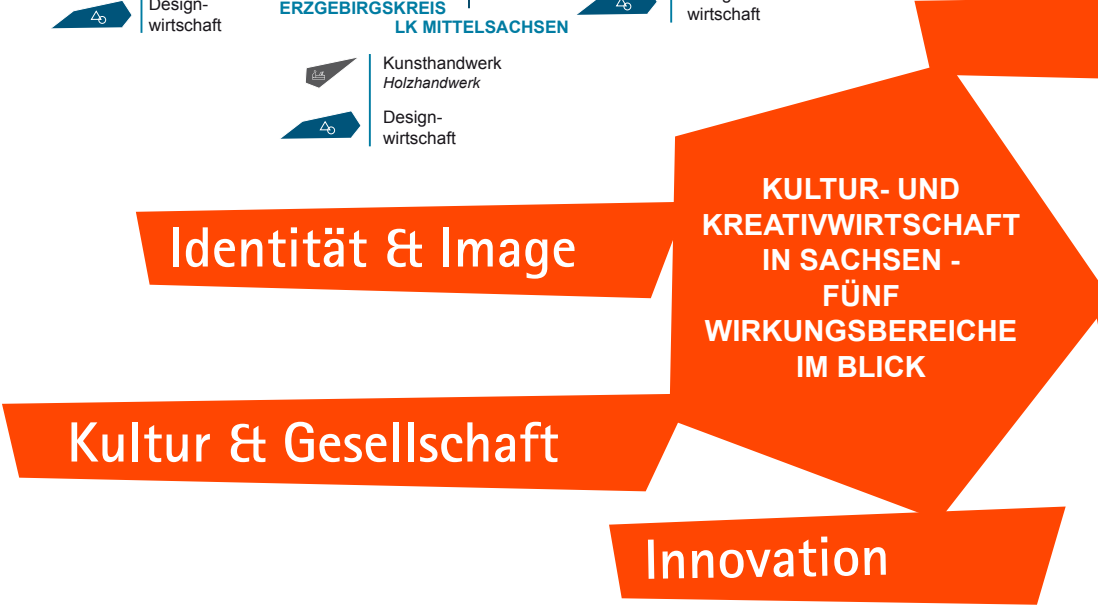 Design-
wirtschaft
ERZGEBIRGSKREIS
LK MITTELSACHSEN
wirtschaft
Kunsthandwerk
Holzhandwerk
Design-
wirtschaft
Identität & Image
KULTUR- UND
KREATIVWIRTSCHAFT
IN SACHSEN -
FÜNF
WIRKUNGSBEREICHE
IM BLICK
Kultur & Gesellschaft
Innovation